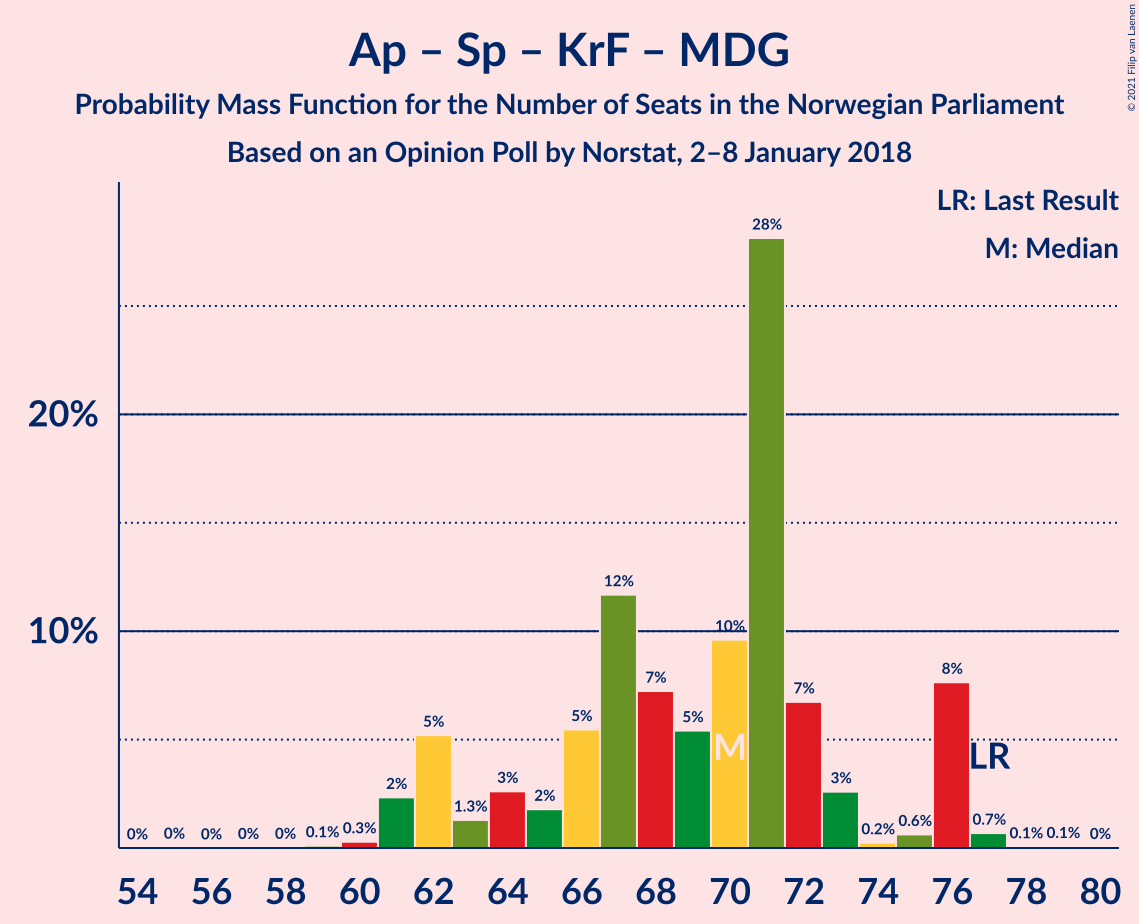 Ap – Sp – KrF – MDG
Probability Mass Function for the Number of Seats in the Norwegian Parliament
Based on an Opinion Poll by Norstat, 2–8 January 2018
© 2021 Filip van Laenen
LR: Last Result
M: Median
20%
10%
0% 0% 0% 0% 0% 0.1% 0.3% 2% 5% 1.3% 3% 2% 5% 12% 7% 5% 10% 28% 7% 3% 0.2% 0.6% 8% 0.7% 0.1% 0.1% 0%
M
LR
54 56 58 60 62 64 66 68 70 72 74 76 78 80